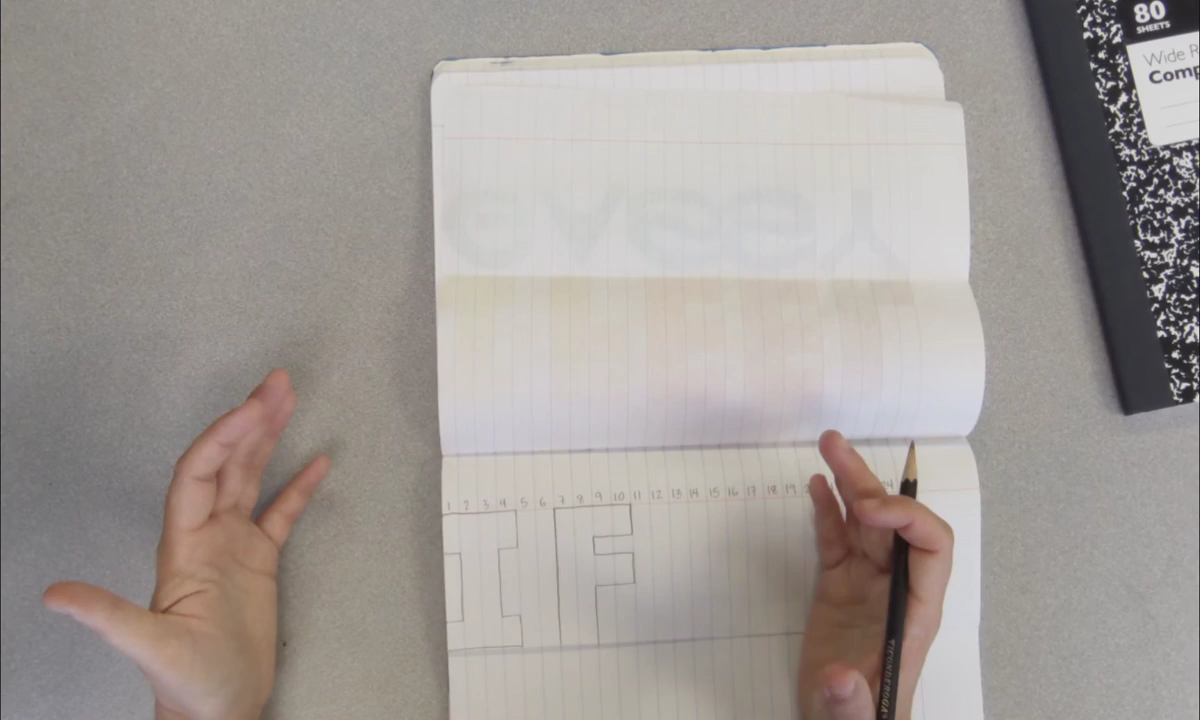 80
SHEETS
Wide R
Comp
1 2 3 4 5 6 7 8 9 10 11 12 13 14 15 16 17 18 19
IF
TICONDEROGA